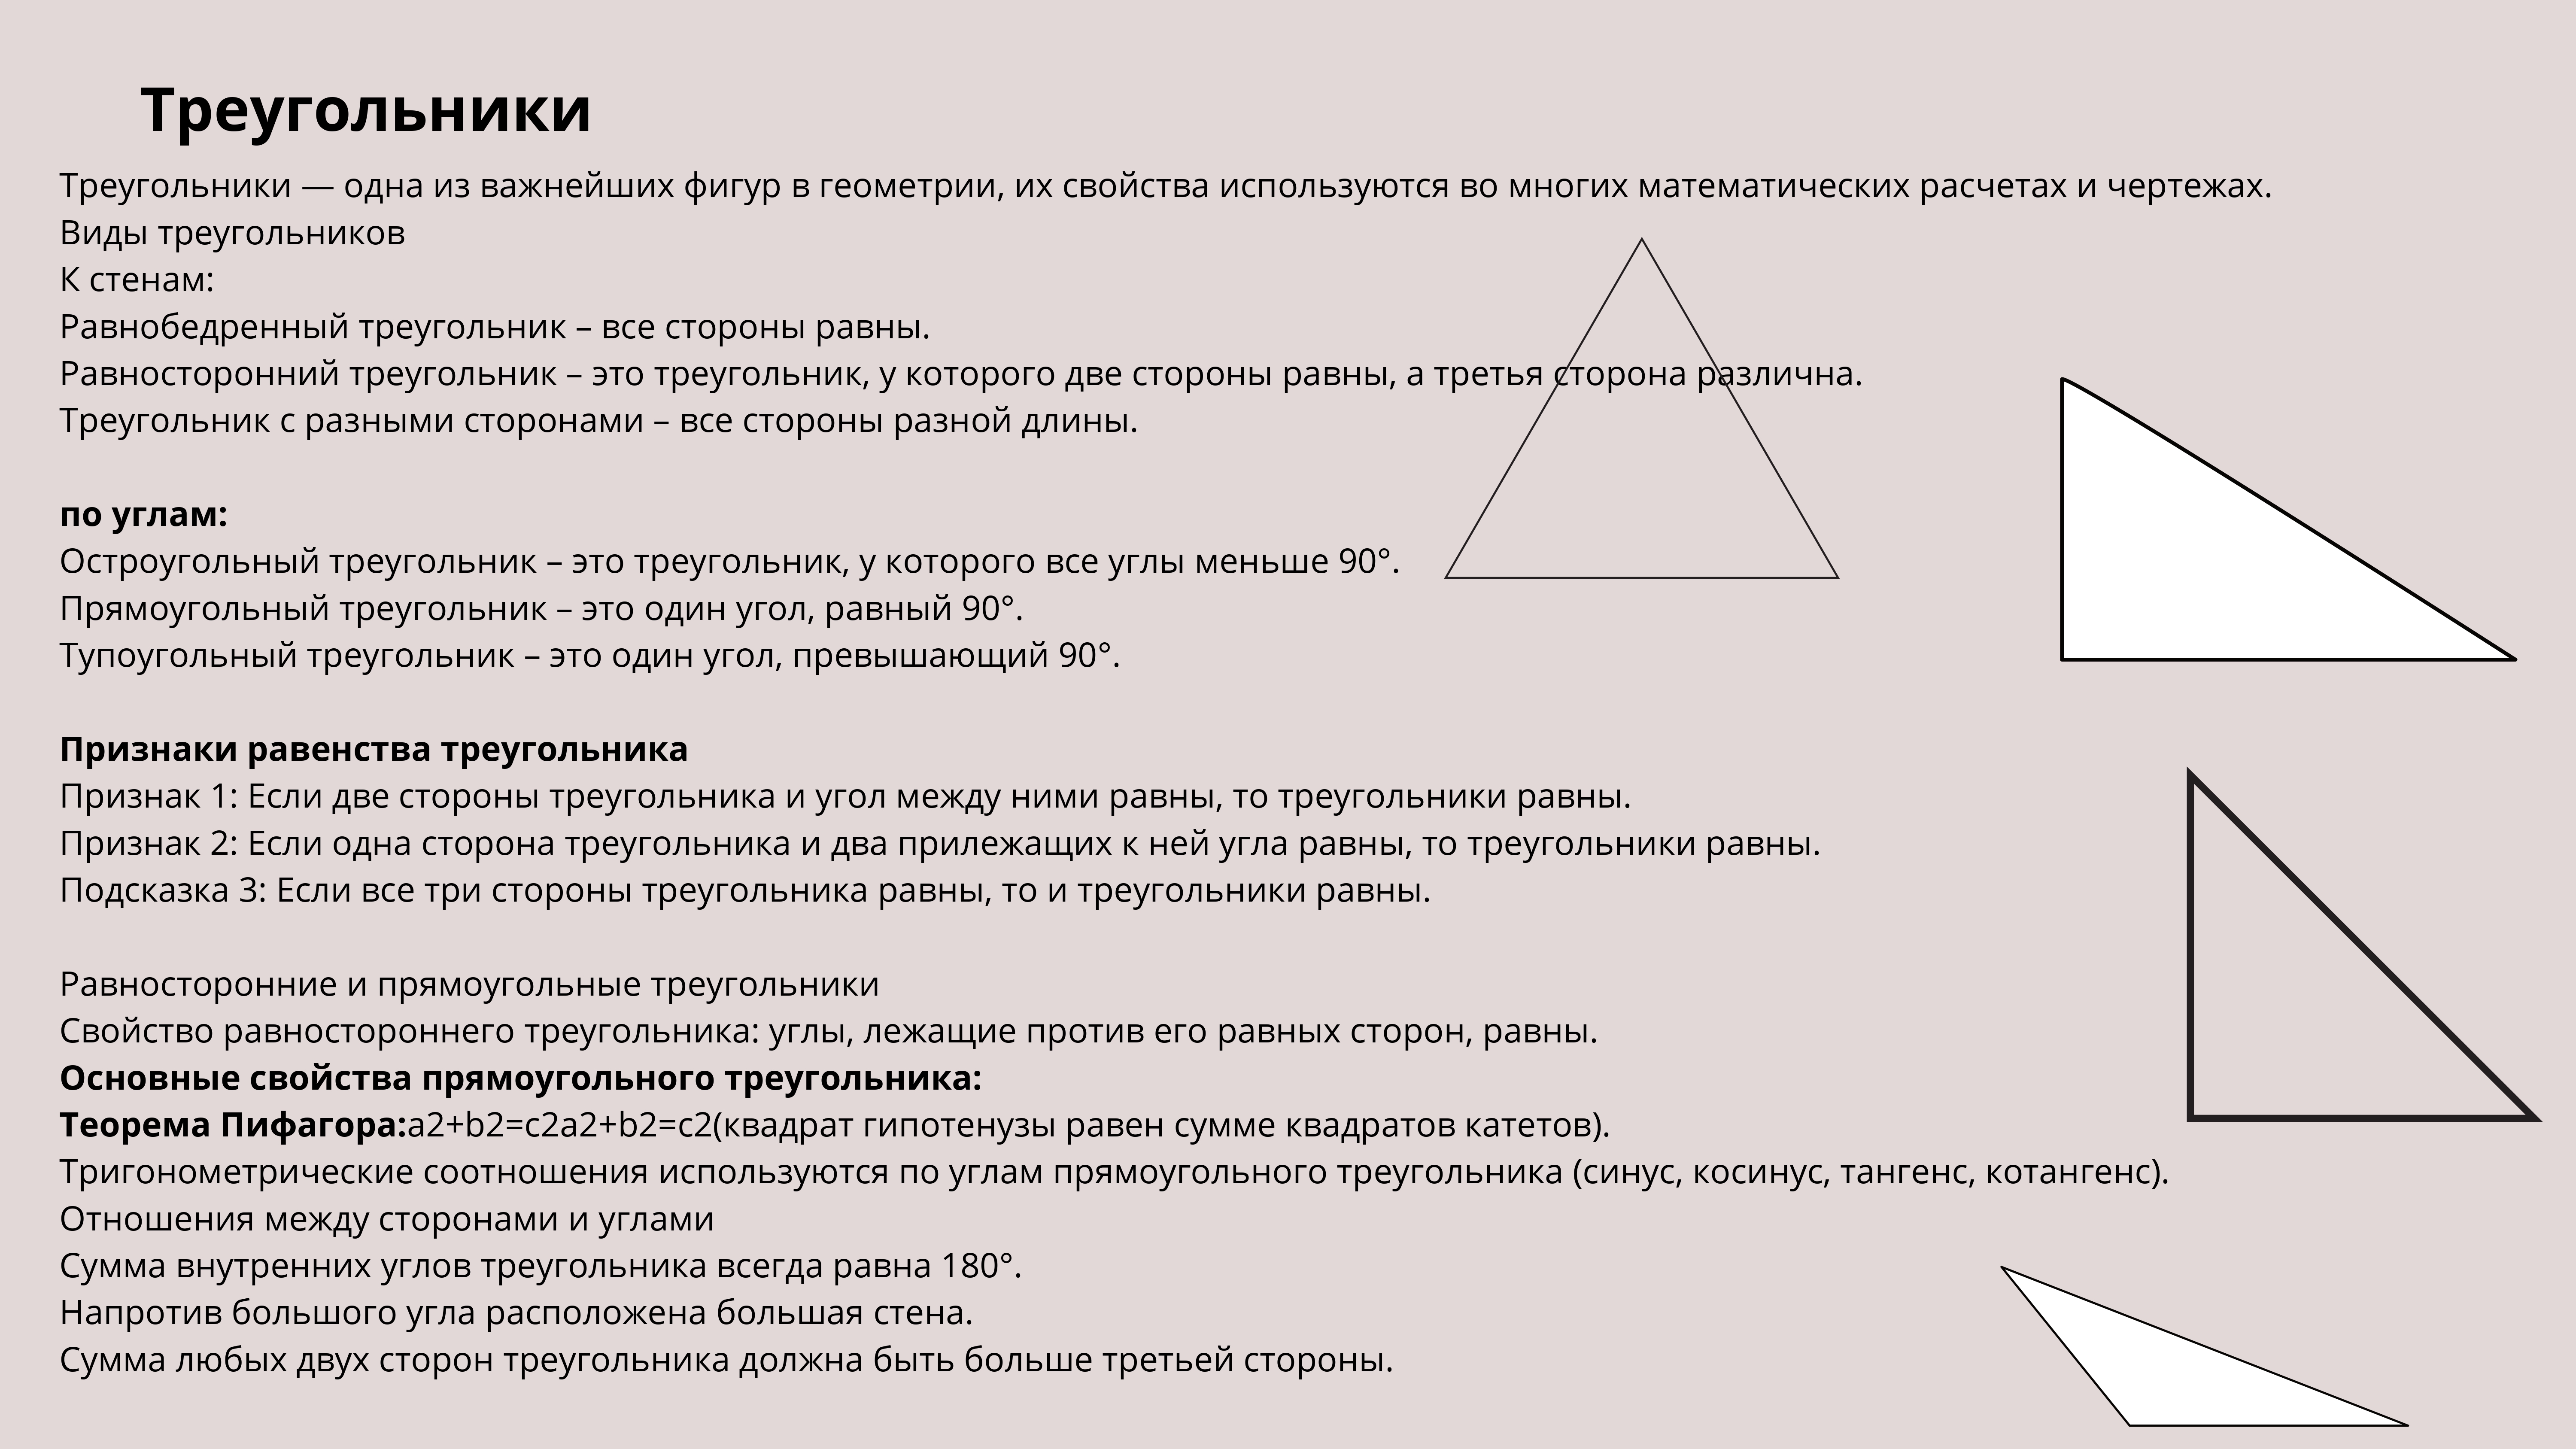 Треугольники
Треугольники — одна из важнейших фигур в геометрии, их свойства используются во многих математических расчетах и чертежах.
Виды треугольников
К стенам:
Равнобедренный треугольник – все стороны равны.
Равносторонний треугольник – это треугольник, у которого две стороны равны, а третья сторона различна.
Треугольник с разными сторонами – все стороны разной длины.
по углам:
Остроугольный треугольник – это треугольник, у которого все углы меньше 90°.
Прямоугольный треугольник – это один угол, равный 90°.
Тупоугольный треугольник – это один угол, превышающий 90°.
Признаки равенства треугольника
Признак 1: Если две стороны треугольника и угол между ними равны, то треугольники равны.
Признак 2: Если одна сторона треугольника и два прилежащих к ней угла равны, то треугольники равны.
Подсказка 3: Если все три стороны треугольника равны, то и треугольники равны.
Равносторонние и прямоугольные треугольники
Свойство равностороннего треугольника: углы, лежащие против его равных сторон, равны.
Основные свойства прямоугольного треугольника:
Теорема Пифагора:a2+b2=c2a2+b2=c2(квадрат гипотенузы равен сумме квадратов катетов).
Тригонометрические соотношения используются по углам прямоугольного треугольника (синус, косинус, тангенс, котангенс).
Отношения между сторонами и углами
Сумма внутренних углов треугольника всегда равна 180°.
Напротив большого угла расположена большая стена.
Сумма любых двух сторон треугольника должна быть больше третьей стороны.